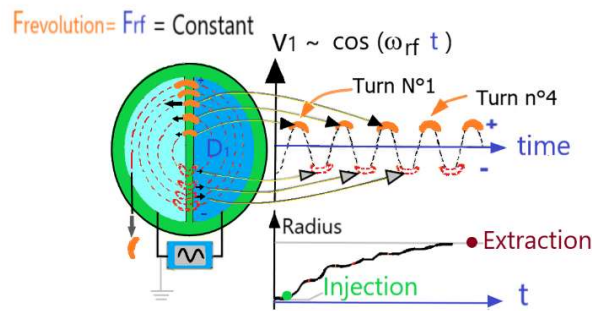 Frevolution= Frf = Constant
V1 ~ cos (ωrf t)
Turn N°1
Turn n°4
+
D1
+
time
-
-
Radius
Extraction
Injection
t